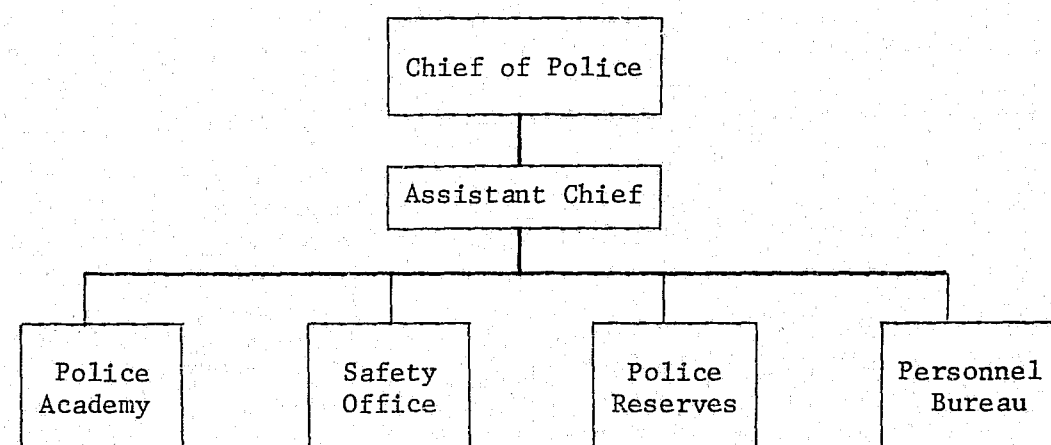 Chief of Police
Assistant Chief
Police
Academy
Safety
Office
Police
Reserves
Personnel
Bureau